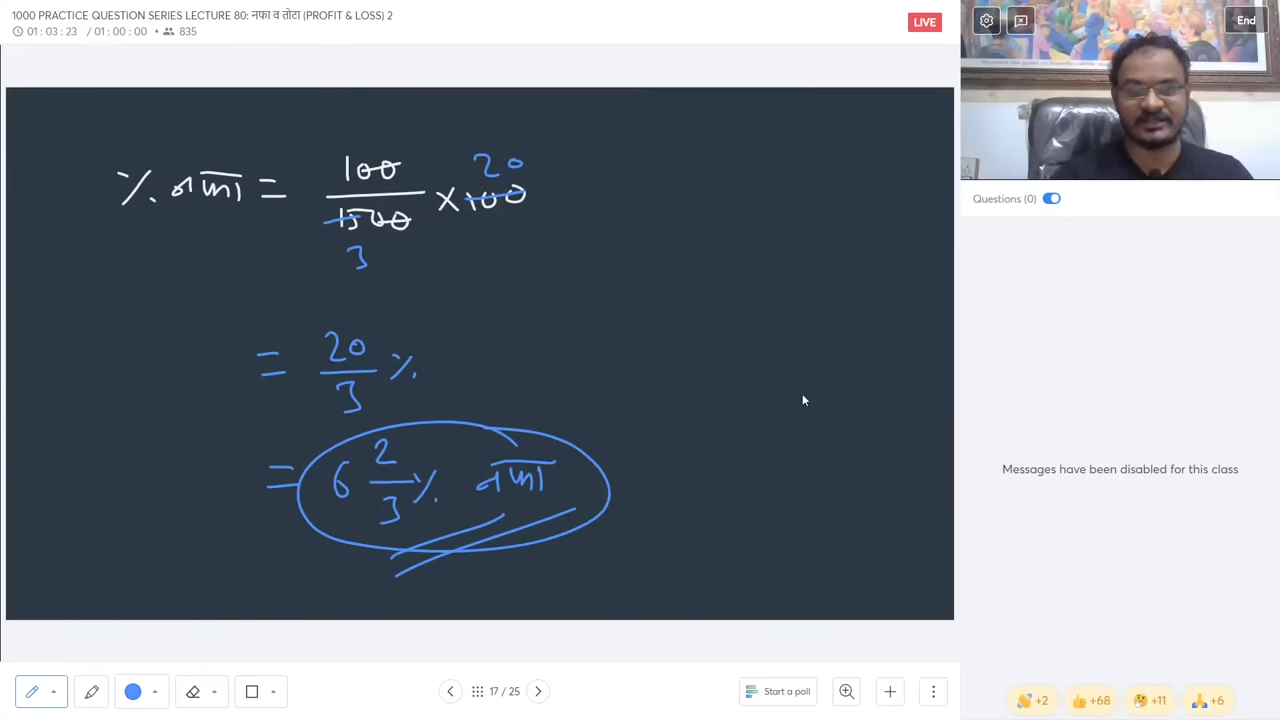 1000 PRACTICE QUESTION SERIES LECTURE 80: नफा व तोटा (PROFIT & LOSS) 2
01 : 03 : 23 / 01 : 00 : 00 • 835
LIVE
End
% नफा = 100/1500 × 100
20
3
= 20/3 %
= 6 2/3 % नफा
Questions (0)
Messages have been disabled for this class
17 / 25
Start a poll
+2 +68 +11 +6